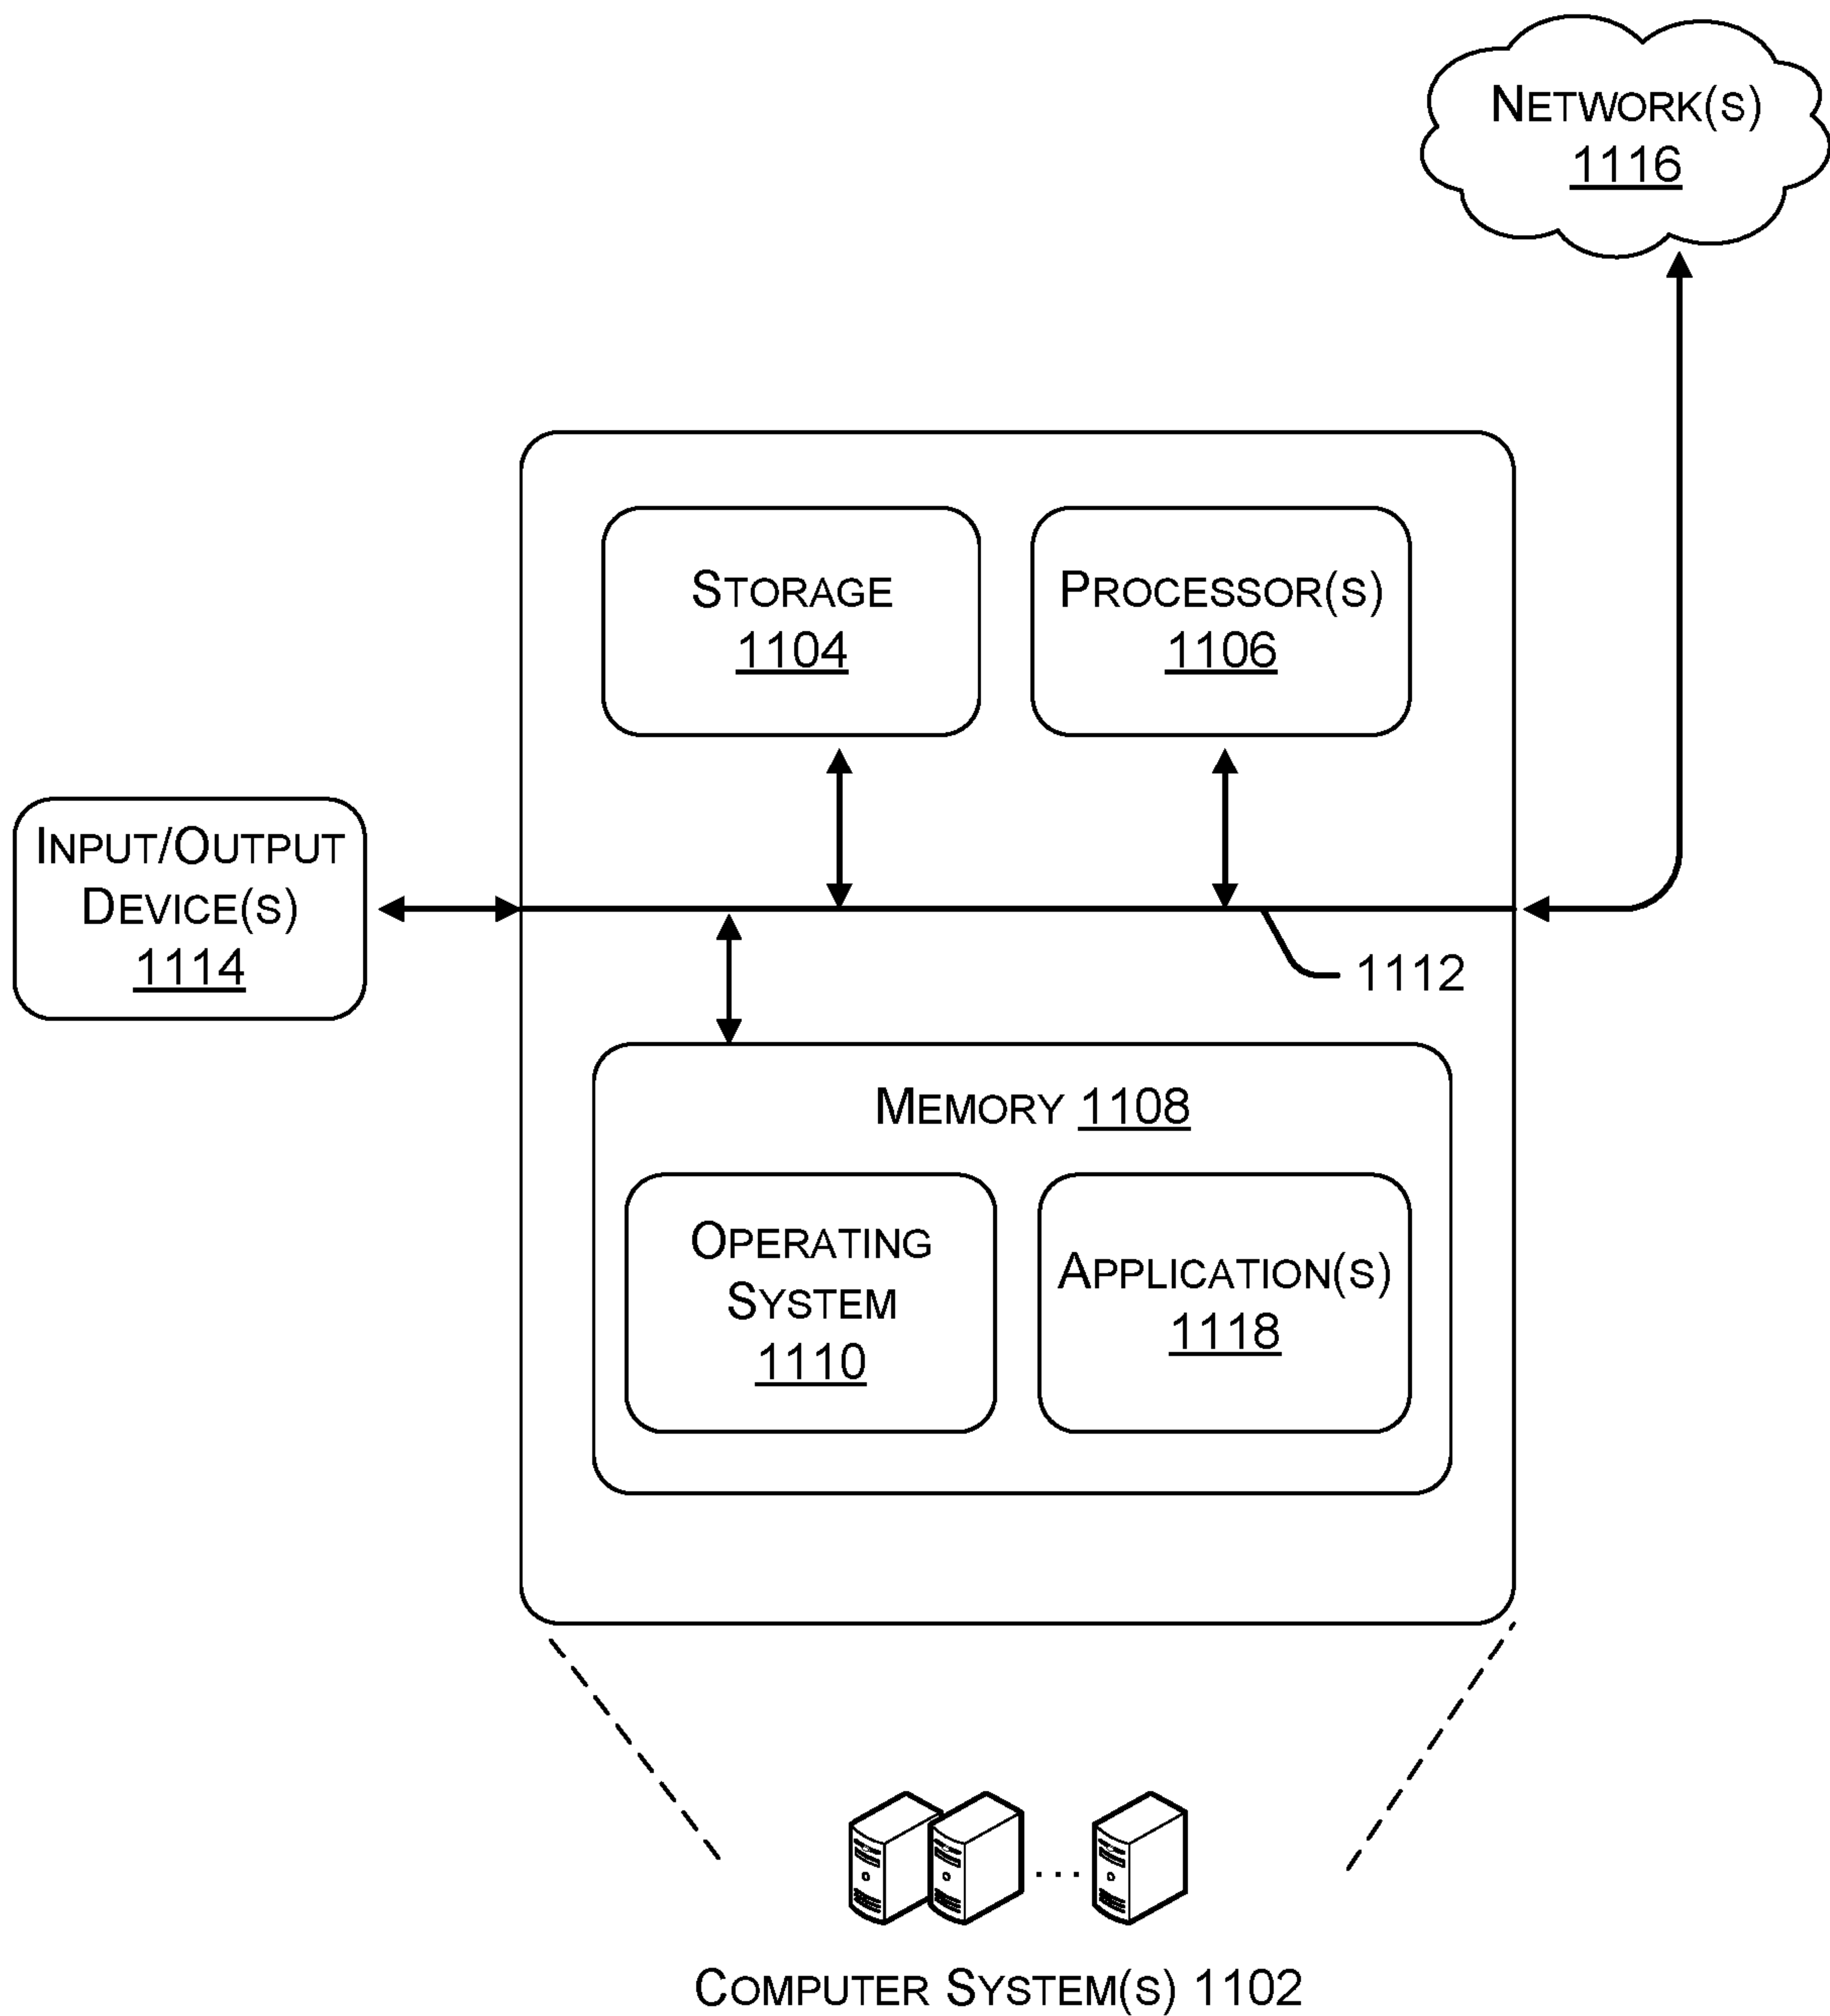 NETWORK(S)
1116
STORAGE
1104
PROCESSOR(S)
1106
INPUT/OUTPUT
DEVICE(S)
1114
1112
MEMORY 1108
OPERATING
SYSTEM
1110
APPLICATION(S)
1118
...
COMPUTER SYSTEM(S) 1102